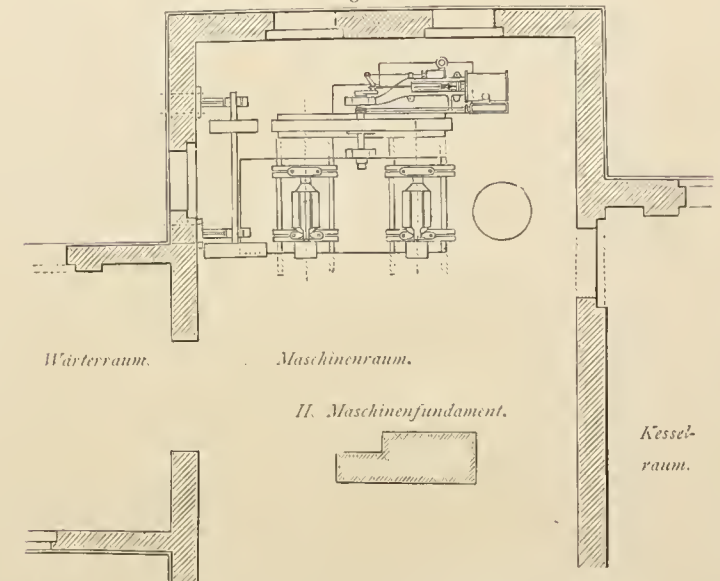 Wärterraum.
Maschinenraum.
II. Maschinenfundament.
Kessel-
raum.